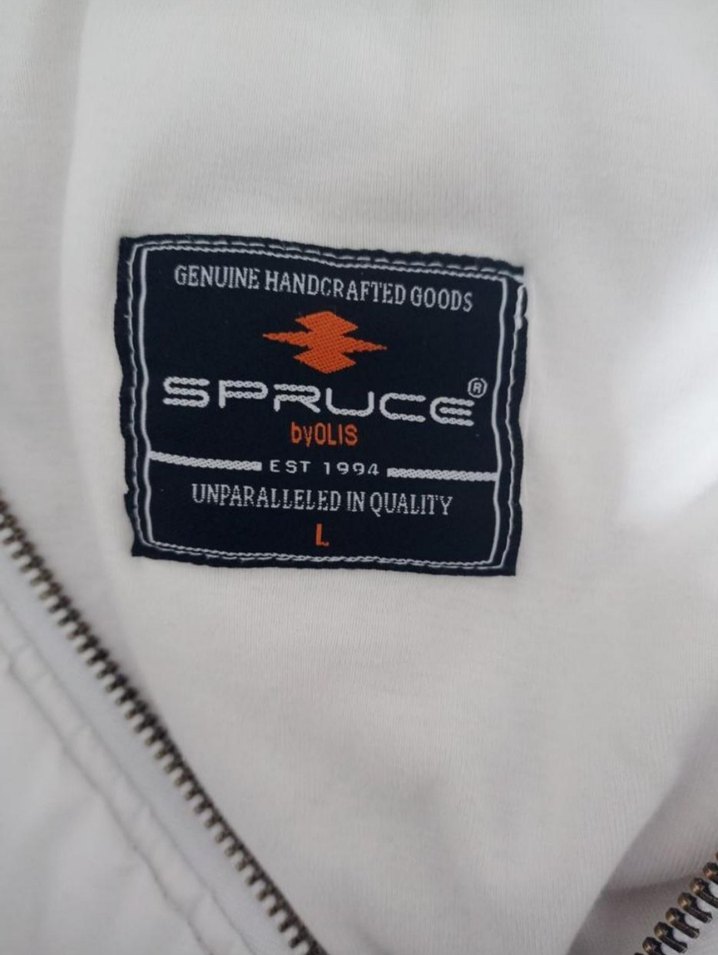 GENUINE HANDCRAFTED GOODS
SPRUCE®
byOLIS
EST 1994
UNPARALLELED IN QUALITY
L